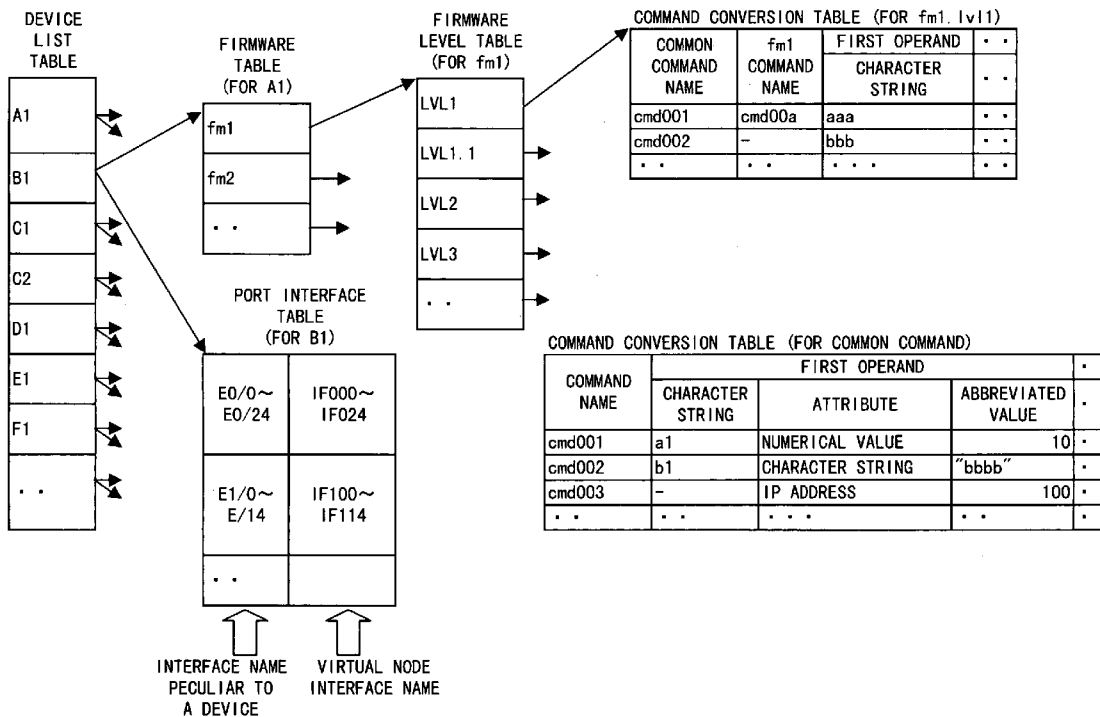 DEVICE
LIST
TABLE
A1
B1
C1
C2
D1
E1
F1
. .
FIRMWARE
TABLE
(FOR A1)
fm1
fm2
. .
FIRMWARE
LEVEL TABLE
(FOR fm1)
LVL1
LVL1.1
LVL2
LVL3
. .
COMMAND CONVERSION TABLE (FOR fm1.lvl1)
COMMON
COMMAND
NAME
fm1
COMMAND
NAME
FIRST OPERAND
. .
CHARACTER
STRING
. .
cmd001 cmd00a aaa . .
cmd002 - bbb . .
. . . . . . . . .
PORT INTERFACE
TABLE
(FOR B1)
E0/0~
E0/24
IF000~
IF024
E1/0~
E/14
IF100~
IF114
. .
INTERFACE NAME
PECULIAR TO
A DEVICE
VIRTUAL NODE
INTERFACE NAME
COMMAND CONVERSION TABLE (FOR COMMON COMMAND)
COMMAND
NAME
FIRST OPERAND .
CHARACTER
STRING
ATTRIBUTE
ABBREVIATED
VALUE
.
cmd001 a1 NUMERICAL VALUE 10 .
cmd002 b1 CHARACTER STRING "bbbb" .
cmd003 - IP ADDRESS 100 .
. . . . . . . . . .